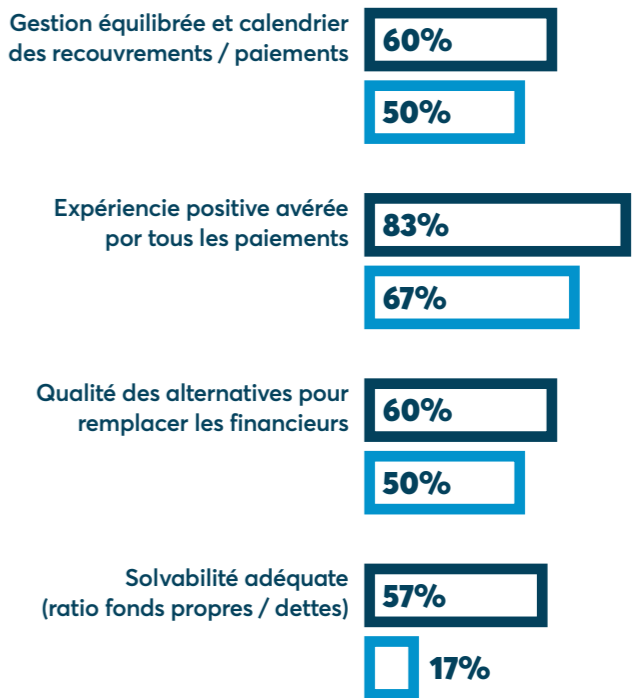 Gestion équilibrée et calendrier
des recouvrements / paiements
60%
50%
Expériencie positive avérée
por tous les paiements
83%
67%
Qualité des alternatives pour
remplacer les financieurs
60%
50%
Solvabilité adéquate
(ratio fonds propres / dettes)
57%
17%